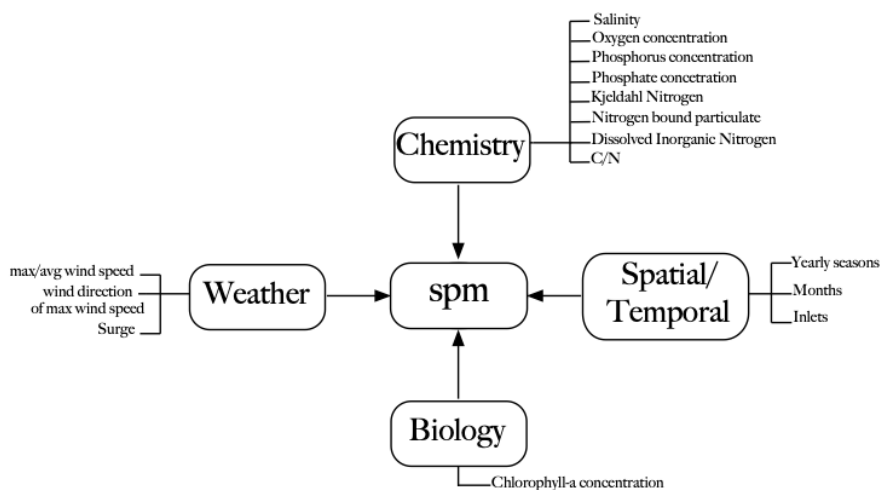 Salinity
Oxygen concentration
Phosphorus concentration
Phosphate concetration
Kjeldahl Nitrogen
Nitrogen bound particulate
Dissolved Inorganic Nitrogen
C/N
Chemistry
max/avg wind speed
wind direction
of max wind speed
Surge
Weather
spm
Spatial/
Temporal
Yearly seasons
Months
Inlets
Biology
Chlorophyll-a concentration